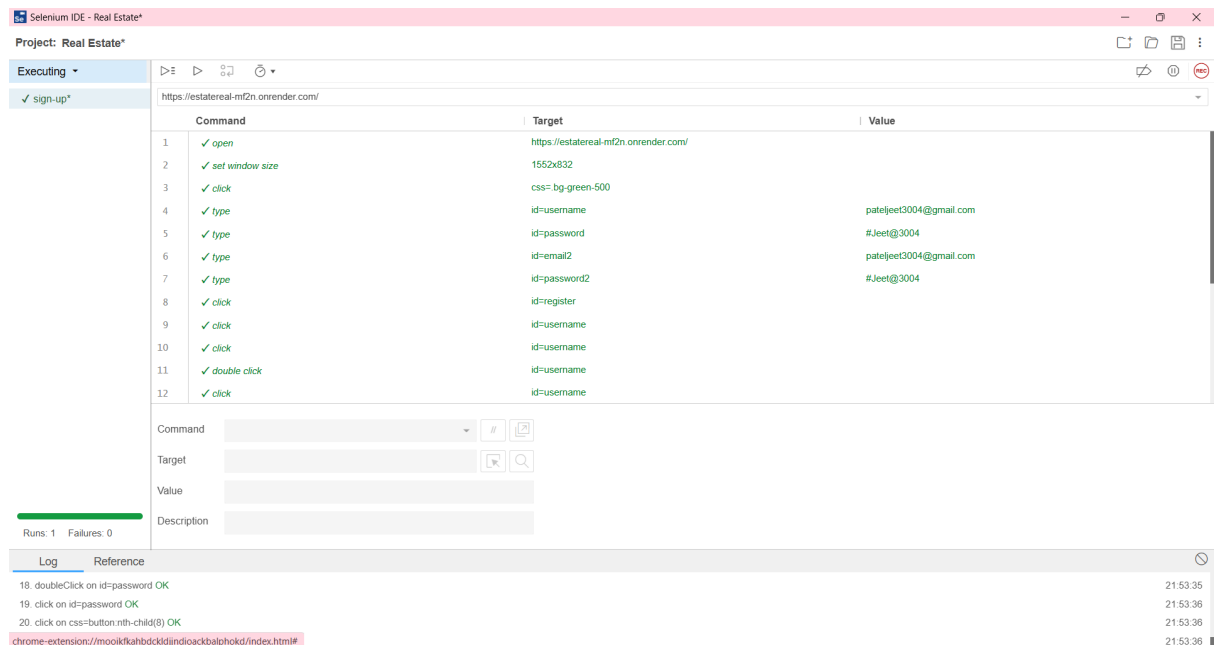 Selenium IDE - Real Estate*
Project: Real Estate*
Executing
REC
✓ sign-up*
https://estatereal-mf2n.onrender.com/
Command Target Value
1 ✓ open https://estatereal-mf2n.onrender.com/
2 ✓ set window size 1552x832
3 ✓ click css=.bg-green-500
4 ✓ type id=username pateljeet3004@gmail.com
5 ✓ type id=password #Jeet@3004
6 ✓ type id=email2 pateljeet3004@gmail.com
7 ✓ type id=password2 #Jeet@3004
8 ✓ click id=register
9 ✓ click id=username
10 ✓ click id=username
11 ✓ double click id=username
12 ✓ click id=username
Command //
Target
Value
Description
Runs: 1 Failures: 0
Log Reference
18. doubleClick on id=password OK 21:53:35
19. click on id=password OK 21:53:36
20. click on css=button:nth-child(8) OK 21:53:36
chrome-extension://mooikfkahbdckldjjndioackbalphokd/index.html# 21:53:36